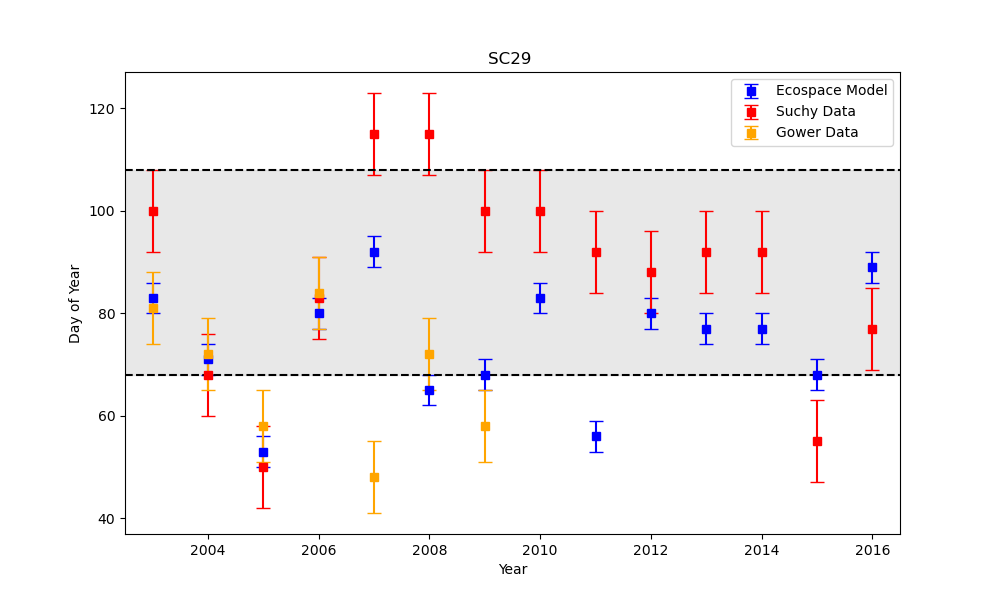 SC29
Ecospace Model
Suchy Data
Gower Data
120
100
80
60
40
Day of Year
2004 2006 2008 2010 2012 2014 2016
Year